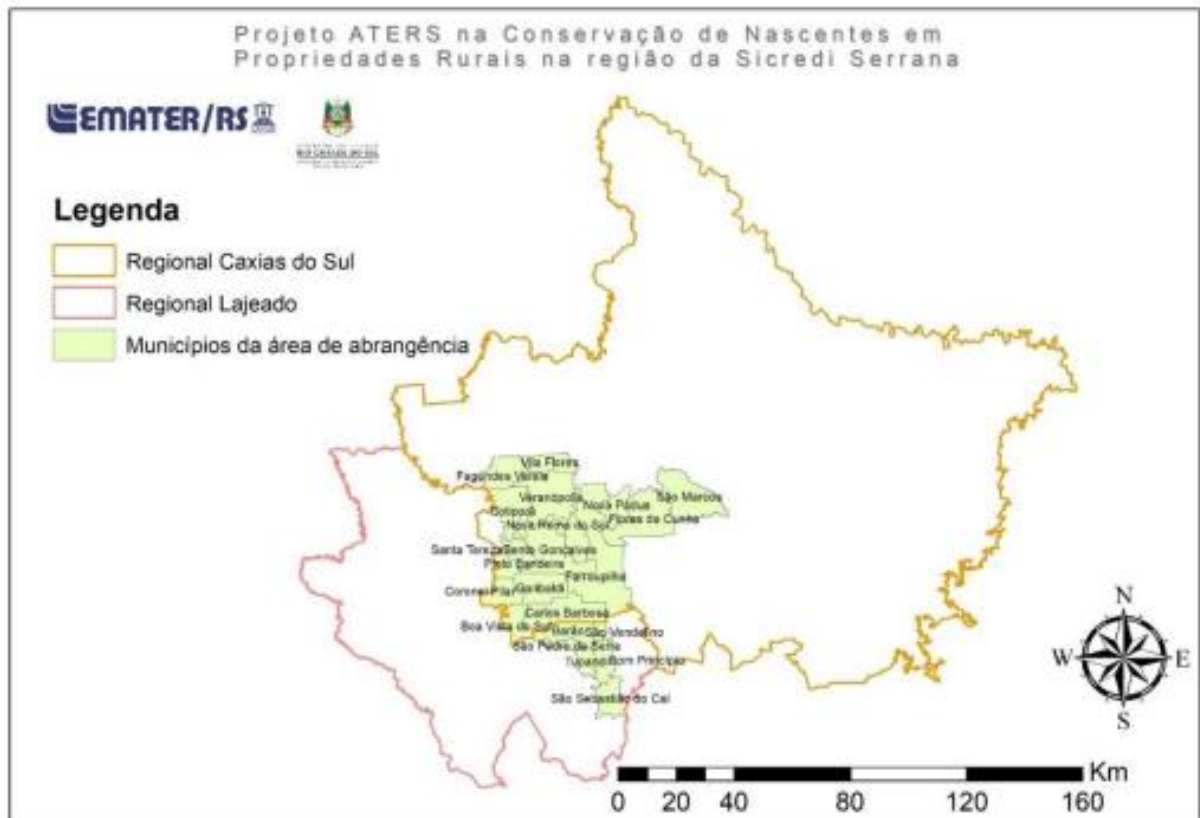 Projeto ATERS na Conservação de Nascentes em
Propriedades Rurais na região da Sicredi Serrana
EMATER/RS
RIO GRANDE DO SUL
Legenda
Regional Caxias do Sul
Regional Lajeado
Municípios da área de abrangência
Vila Flores
Fagundes Varela
Veranópolis
São Marcos
Nova Pádua
Cotiporã
Flores da Cunha
Nova Roma do Sul
Santa Tereza
Bento Gonçalves
Pinto Bandeira
Farroupilha
Coronel Pilar
Garibaldi
Carlos Barbosa
Boa Vista do Sul
Barão
São Vendelino
São Pedro da Serra
Tupandi
Bom Princípio
São Sebastião do Caí
N
W
E
S
Km
0 20 40 80 120 160